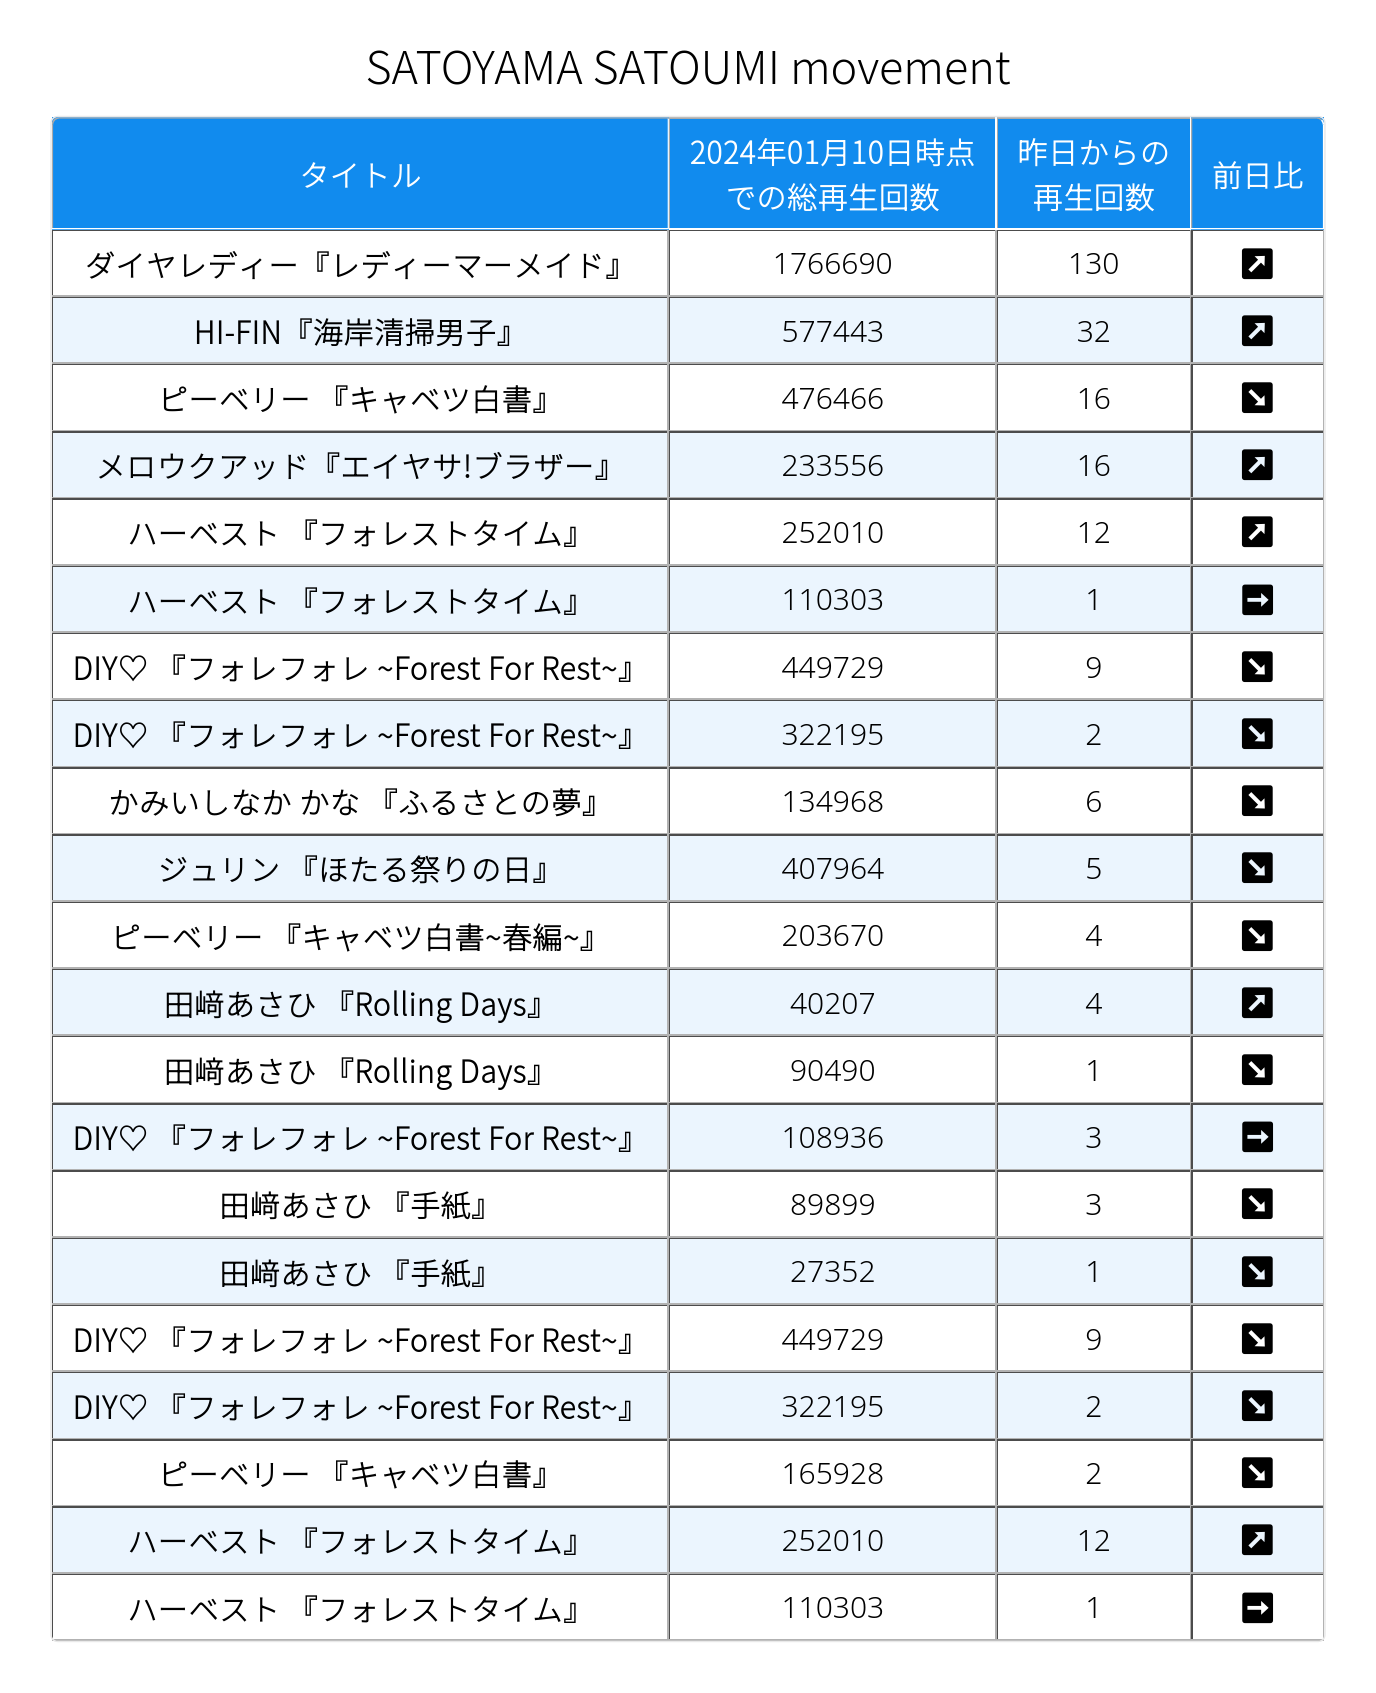 SATOYAMA SATOUMI movement
タイトル 2024年01月10日時点での総再生回数 昨日からの再生回数 前日比
ダイヤレディー『レディーマーメイド』 1766690 130 ↗
HI-FIN『海岸清掃男子』 577443 32 ↗
ピーベリー 『キャベツ白書』 476466 16 ↘
メロウクアッド『エイヤサ!ブラザー』 233556 16 ↗
ハーベスト 『フォレストタイム』 252010 12 ↗
ハーベスト 『フォレストタイム』 110303 1 →
DIY♡ 『フォレフォレ ~Forest For Rest~』 449729 9 ↘
DIY♡ 『フォレフォレ ~Forest For Rest~』 322195 2 ↘
かみいしなか かな 『ふるさとの夢』 134968 6 ↘
ジュリン 『ほたる祭りの日』 407964 5 ↘
ピーベリー 『キャベツ白書~春編~』 203670 4 ↘
田﨑あさひ 『Rolling Days』 40207 4 ↗
田﨑あさひ 『Rolling Days』 90490 1 ↘
DIY♡ 『フォレフォレ ~Forest For Rest~』 108936 3 →
田﨑あさひ 『手紙』 89899 3 ↘
田﨑あさひ 『手紙』 27352 1 ↘
DIY♡ 『フォレフォレ ~Forest For Rest~』 449729 9 ↘
DIY♡ 『フォレフォレ ~Forest For Rest~』 322195 2 ↘
ピーベリー 『キャベツ白書』 165928 2 ↘
ハーベスト 『フォレストタイム』 252010 12 ↗
ハーベスト 『フォレストタイム』 110303 1 →